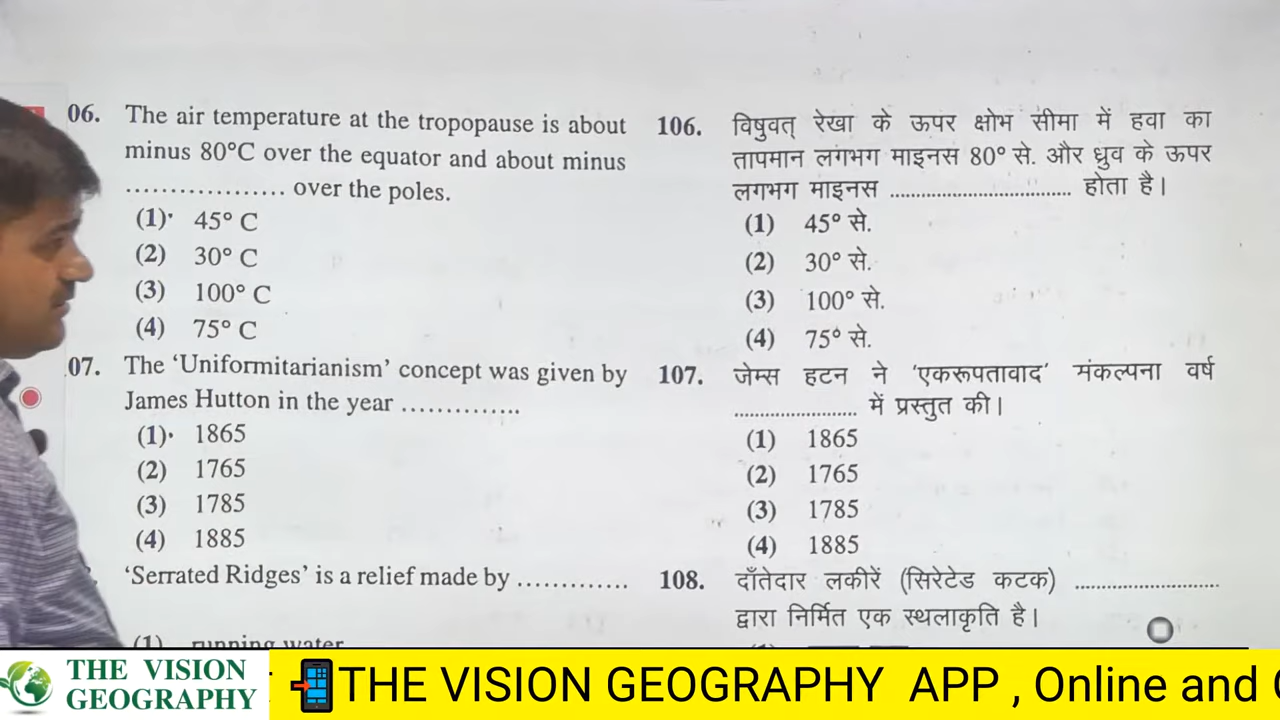 06. The air temperature at the tropopause is about
minus 80°C over the equator and about minus
.................. over the poles.
(1) 45° C
(2) 30° C
(3) 100° C
(4) 75° C
07. The ‘Uniformitarianism’ concept was given by
James Hutton in the year ..............
(1) 1865
(2) 1765
(3) 1785
(4) 1885
‘Serrated Ridges’ is a relief made by .............
(1) running water
106. विषुवत् रेखा के ऊपर क्षोभ सीमा में हवा का
तापमान लगभग माइनस 80° से. और ध्रुव के ऊपर
लगभग माइनस .................................. होता है।
(1) 45° से.
(2) 30° से.
(3) 100° से.
(4) 75° से.
107. जेम्स हटन ने ‘एकरूपतावाद’ मंकल्पना वर्ष
....................... में प्रस्तुत की।
(1) 1865
(2) 1765
(3) 1785
(4) 1885
108. दाँतेदार लकीरें (सिरेटेड कटक) ...........................
द्वारा निर्मित एक स्थलाकृति है।
THE VISION
GEOGRAPHY
THE VISION GEOGRAPHY APP , Online and